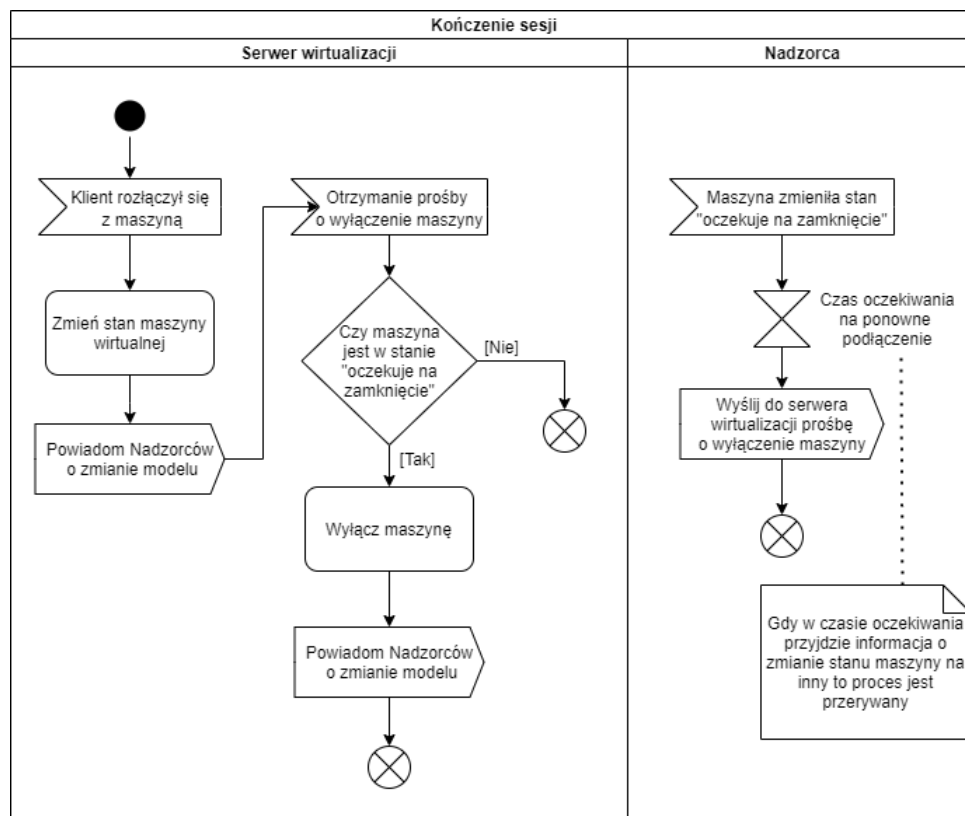 Kończenie sesji
Serwer wirtualizacji
Nadzorca
Klient rozłączył się
z maszyną
Zmień stan maszyny
wirtualnej
Powiadom Nadzorców
o zmianie modelu
Otrzymanie prośby
o wyłączenie maszyny
Czy maszyna
jest w stanie
"oczekuje na
zamknięcie"
[Nie]
[Tak]
Wyłącz maszynę
Powiadom Nadzorców
o zmianie modelu
Maszyna zmieniła stan
"oczekuje na zamknięcie"
Czas oczekiwania
na ponowne
podłączenie
Wyślij do serwera
wirtualizacji prośbę
o wyłączenie maszyny
Gdy w czasie oczekiwania
przyjdzie informacja o
zmianie stanu maszyny na
inny to proces jest
przerywany